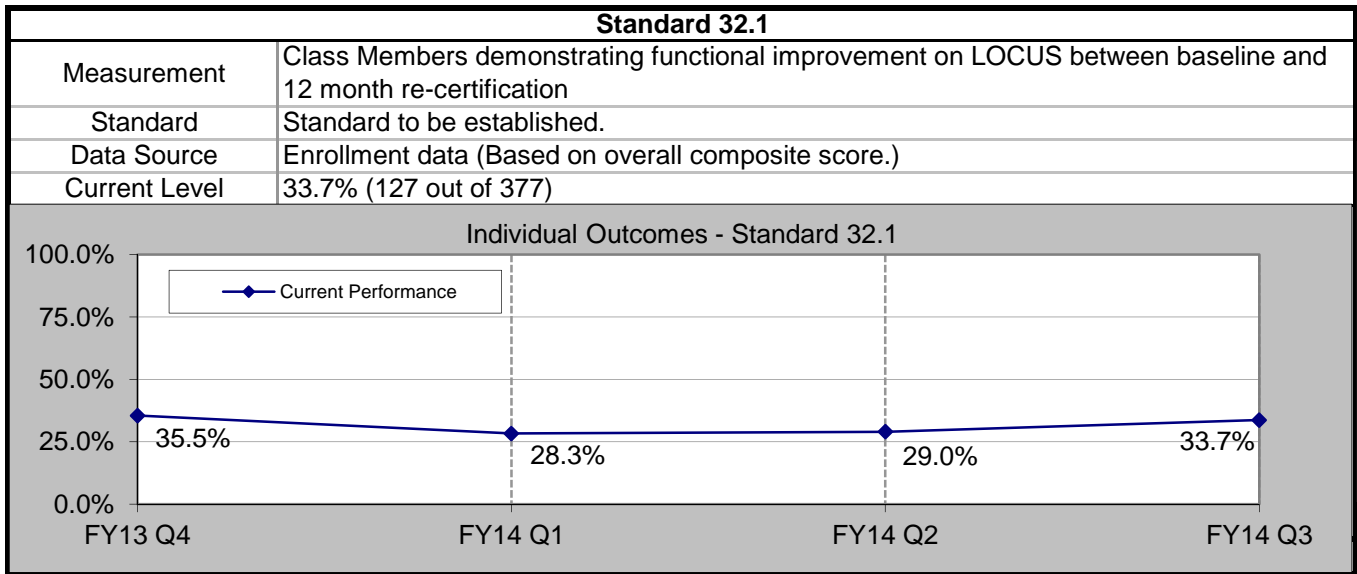 Standard 32.1
Measurement
Class Members demonstrating functional improvement on LOCUS between baseline and
12 month re-certification
Standard
Standard to be established.
Data Source
Enrollment data (Based on overall composite score.)
Current Level
33.7% (127 out of 377)
Individual Outcomes - Standard 32.1
100.0%
75.0%
50.0%
25.0%
0.0%
Current Performance
35.5%
28.3%
29.0%
33.7%
FY13 Q4
FY14 Q1
FY14 Q2
FY14 Q3